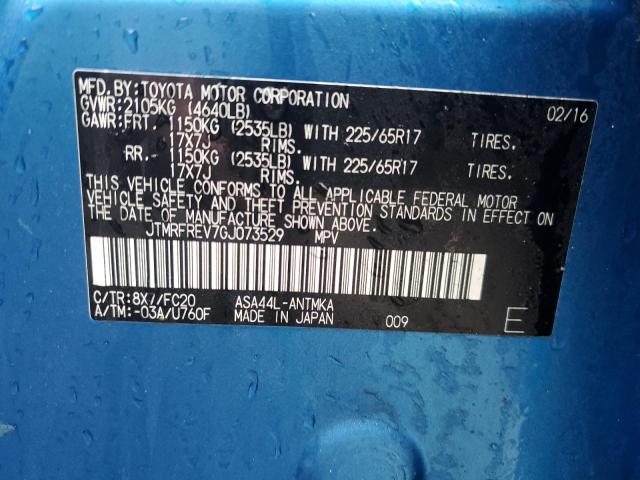 MFD.BY:TOYOTA MOTOR CORPORATION 02/16
GVWR:2105KG (4640LB)
GAWR:FRT. 1150KG (2535LB) WITH 225/65R17 TIRES.
17X7J RIMS.
RR. 1150KG (2535LB) WITH 225/65R17 TIRES.
17X7J RIMS.
THIS VEHICLE CONFORMS TO ALL APPLICABLE FEDERAL MOTOR
VEHICLE SAFETY AND THEFT PREVENTION STANDARDS IN EFFECT ON
THE DATE OF MANUFACTURE SHOWN ABOVE.
JTMRFREV7GJ073529 MPV
C/TR:8X7/FC20 ASA44L-ANTMKA
A/TM:-03A/U760F MADE IN JAPAN 009 E